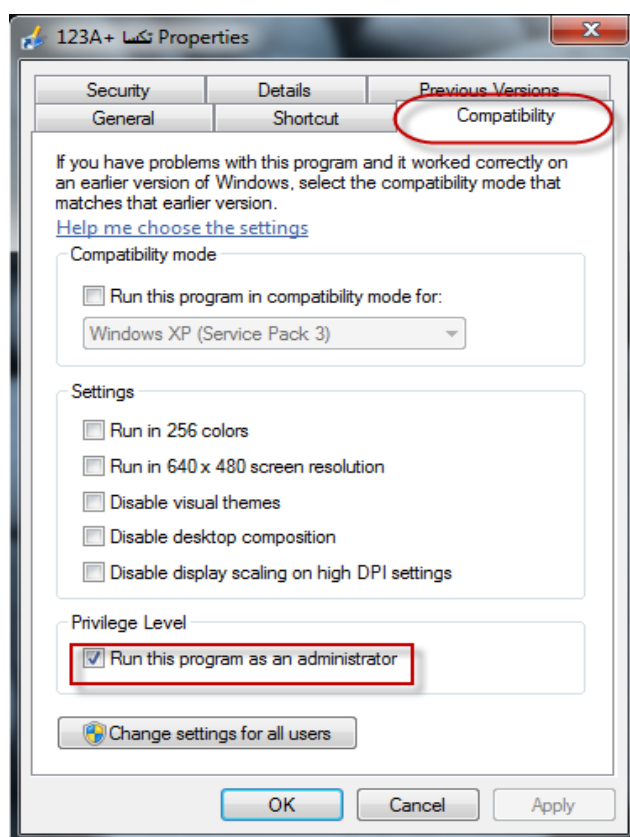 123A+ تكسا Properties
Security Details Previous Versions
General Shortcut Compatibility
If you have problems with this program and it worked correctly on
an earlier version of Windows, select the compatibility mode that
matches that earlier version.
Help me choose the settings
Compatibility mode
Run this program in compatibility mode for:
Windows XP (Service Pack 3)
Settings
Run in 256 colors
Run in 640 x 480 screen resolution
Disable visual themes
Disable desktop composition
Disable display scaling on high DPI settings
Privilege Level
Run this program as an administrator
Change settings for all users
OK Cancel Apply